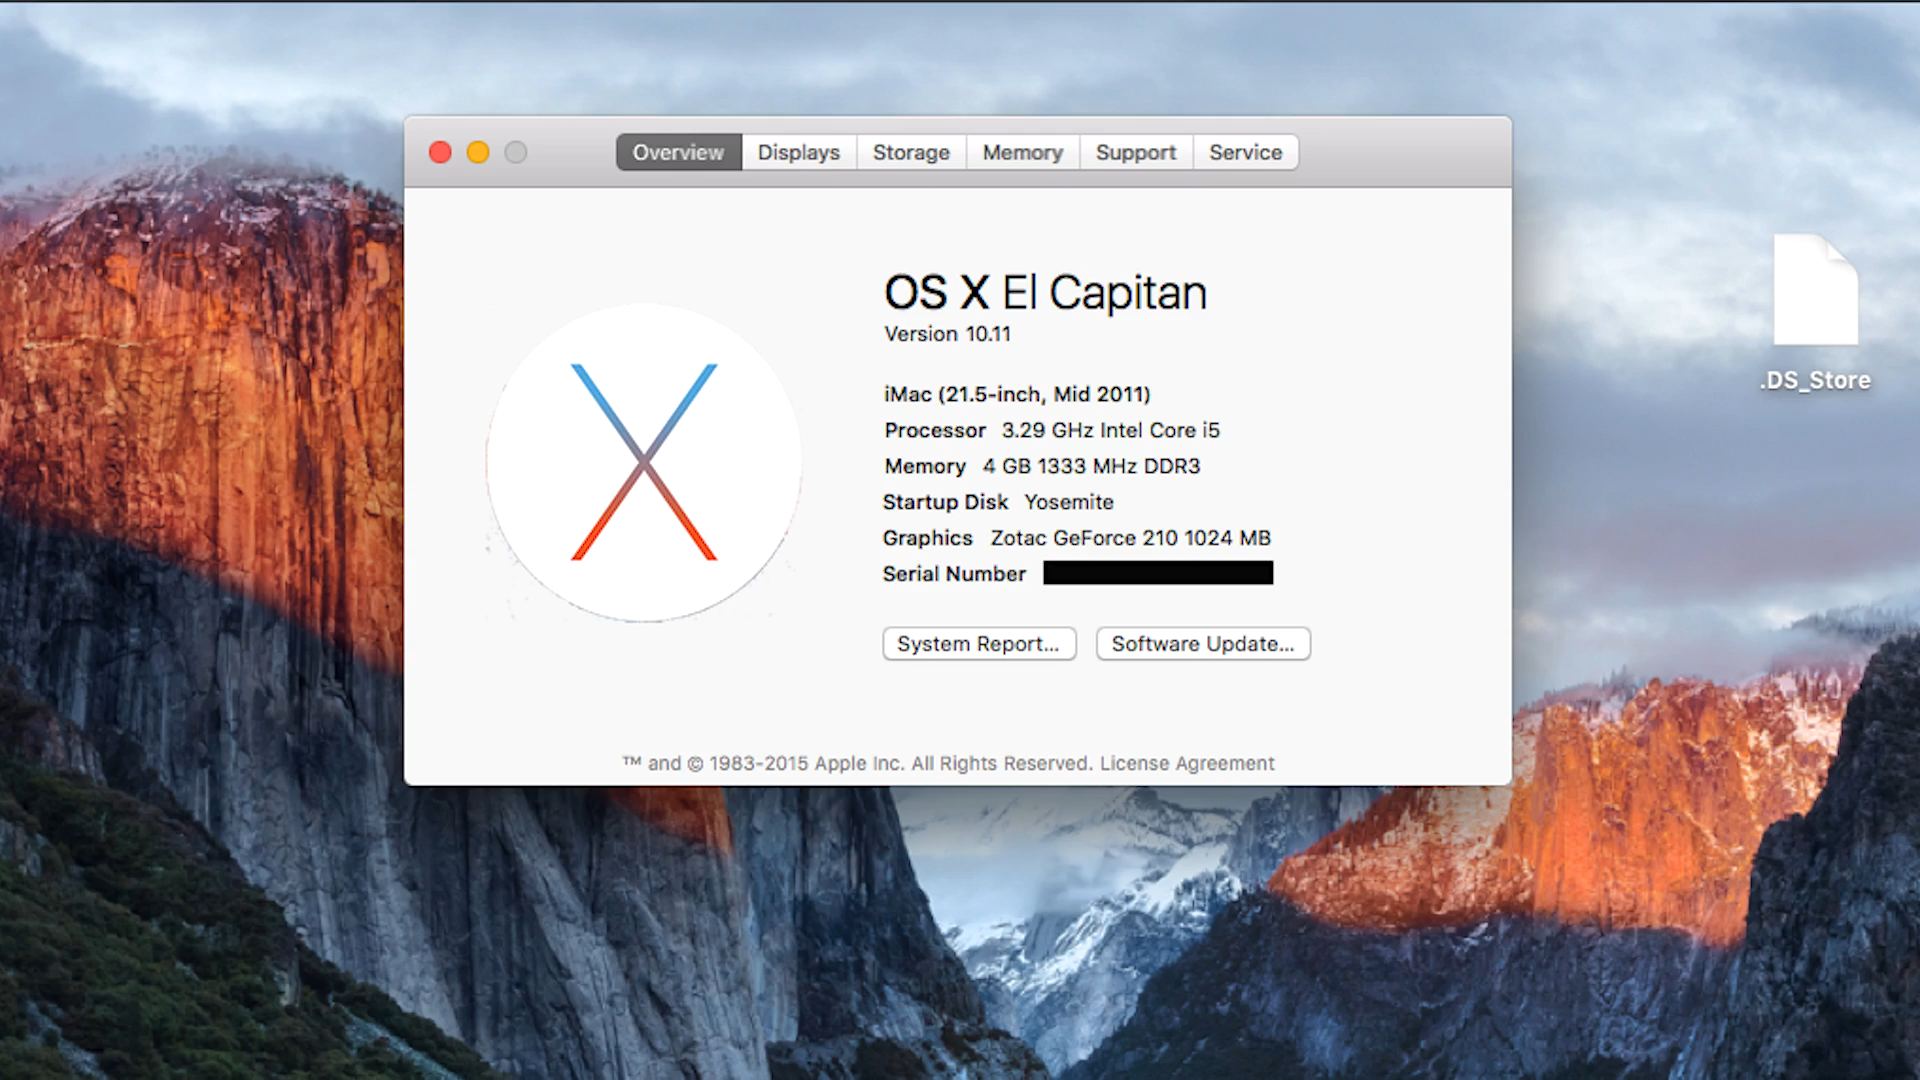 Overview Displays Storage Memory Support Service
OS X El Capitan
Version 10.11
iMac (21.5-inch, Mid 2011)
Processor 3.29 GHz Intel Core i5
Memory 4 GB 1333 MHz DDR3
Startup Disk Yosemite
Graphics Zotac GeForce 210 1024 MB
Serial Number
System Report... Software Update...
™ and © 1983-2015 Apple Inc. All Rights Reserved. License Agreement
.DS_Store